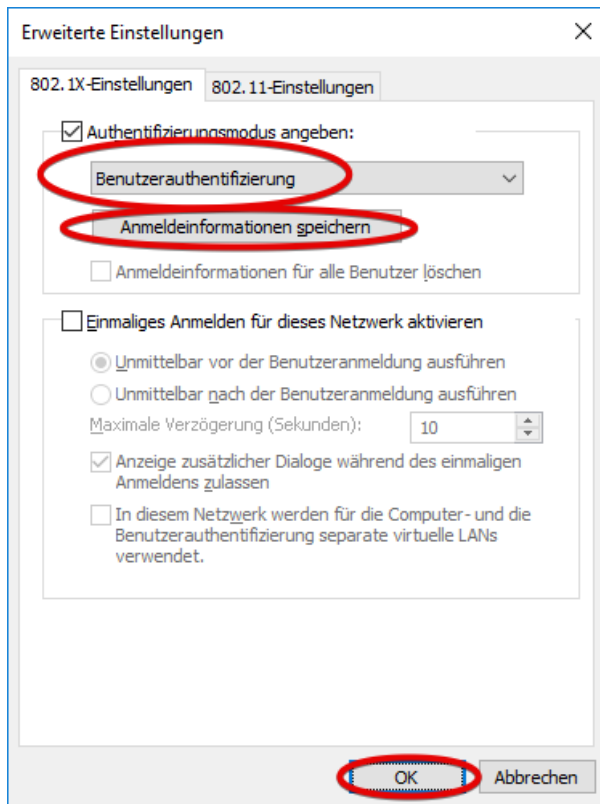 Erweiterte Einstellungen
802.1X-Einstellungen
802.11-Einstellungen
Authentifizierungsmodus angeben:
Benutzerauthentifizierung
Anmeldeinformationen speichern
Anmeldeinformationen für alle Benutzer löschen
Einmaliges Anmelden für dieses Netzwerk aktivieren
Unmittelbar vor der Benutzeranmeldung ausführen
Unmittelbar nach der Benutzeranmeldung ausführen
Maximale Verzögerung (Sekunden):
10
Anzeige zusätzlicher Dialoge während des einmaligen
Anmeldens zulassen
In diesem Netzwerk werden für die Computer- und die
Benutzerauthentifizierung separate virtuelle LANs
verwendet.
OK
Abbrechen